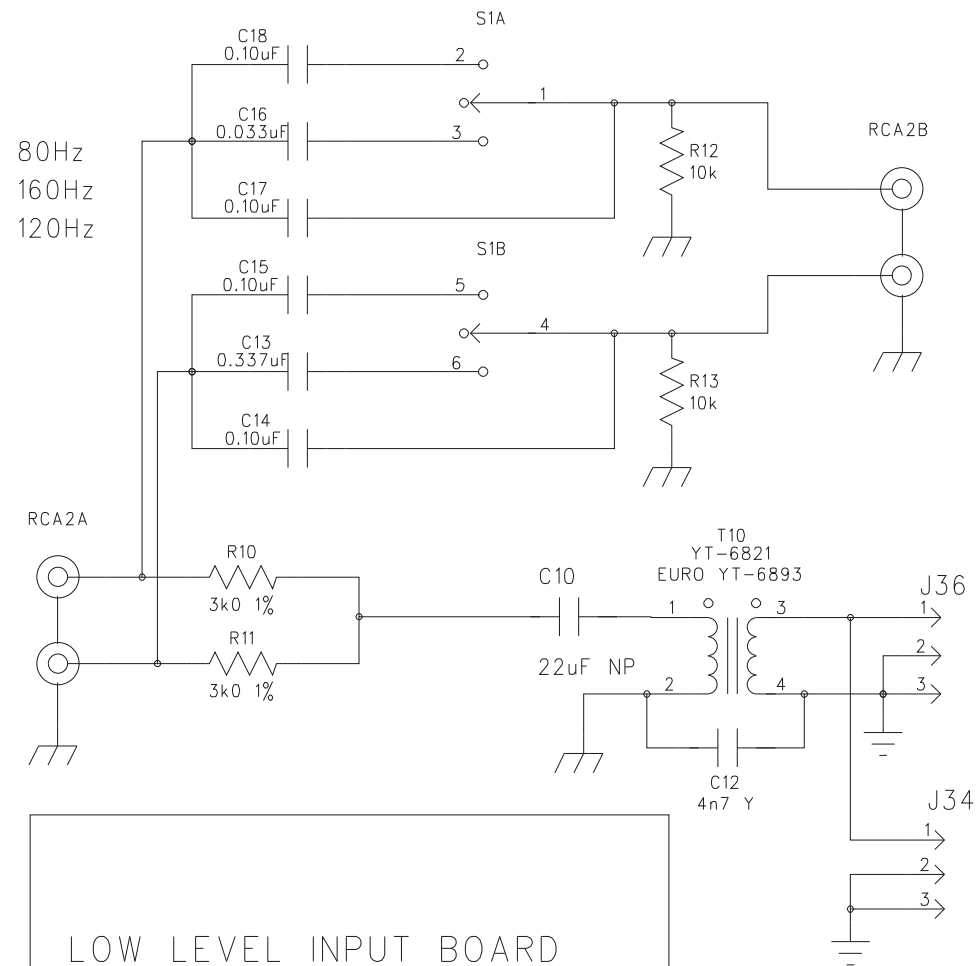 S1A
C18
0.10uF
2
1
C16
0.033uF
3
80Hz
160Hz
120Hz
R12
10k
RCA2B
C17
0.10uF
S1B
C15
0.10uF
5
4
C13
0.337uF
6
R13
10k
C14
0.10uF
RCA2A
R10
3k0 1%
R11
3k0 1%
C10
22uF NP
T10
YT-6821
EURO YT-6893
1
3
2
4
C12
4n7 Y
J36
1
2
3
J34
1
2
3
LOW LEVEL INPUT BOARD